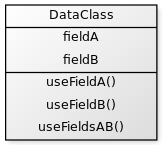 DataClass
fieldA
fieldB
useFieldA()
useFieldB()
useFieldsAB()